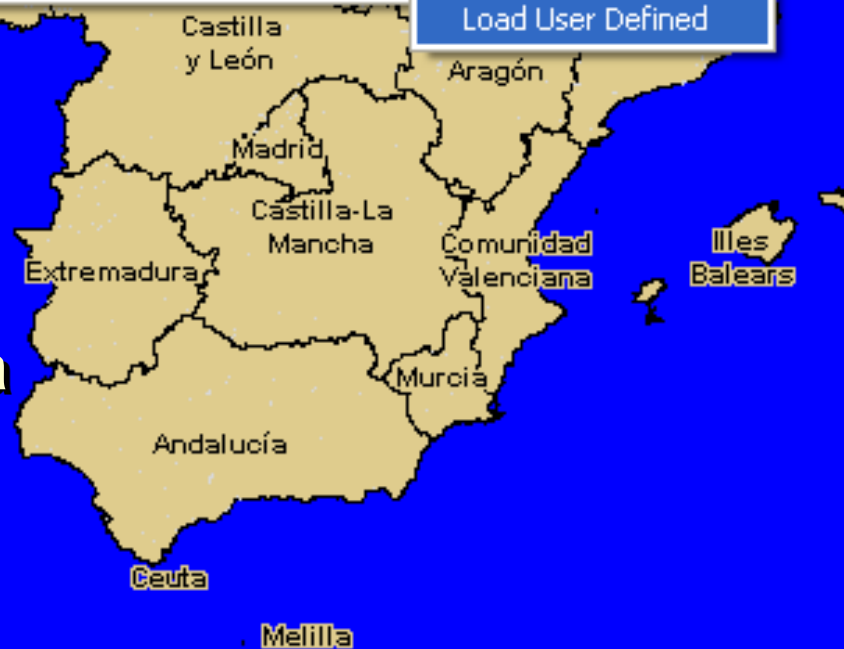 Load User Defined
Castilla
y León
Aragón
Madrid
Castilla-La
Mancha
Comunidad
Valenciana
Illes
Balears
Extremadura
Murcia
Andalucía
Ceuta
Melilla